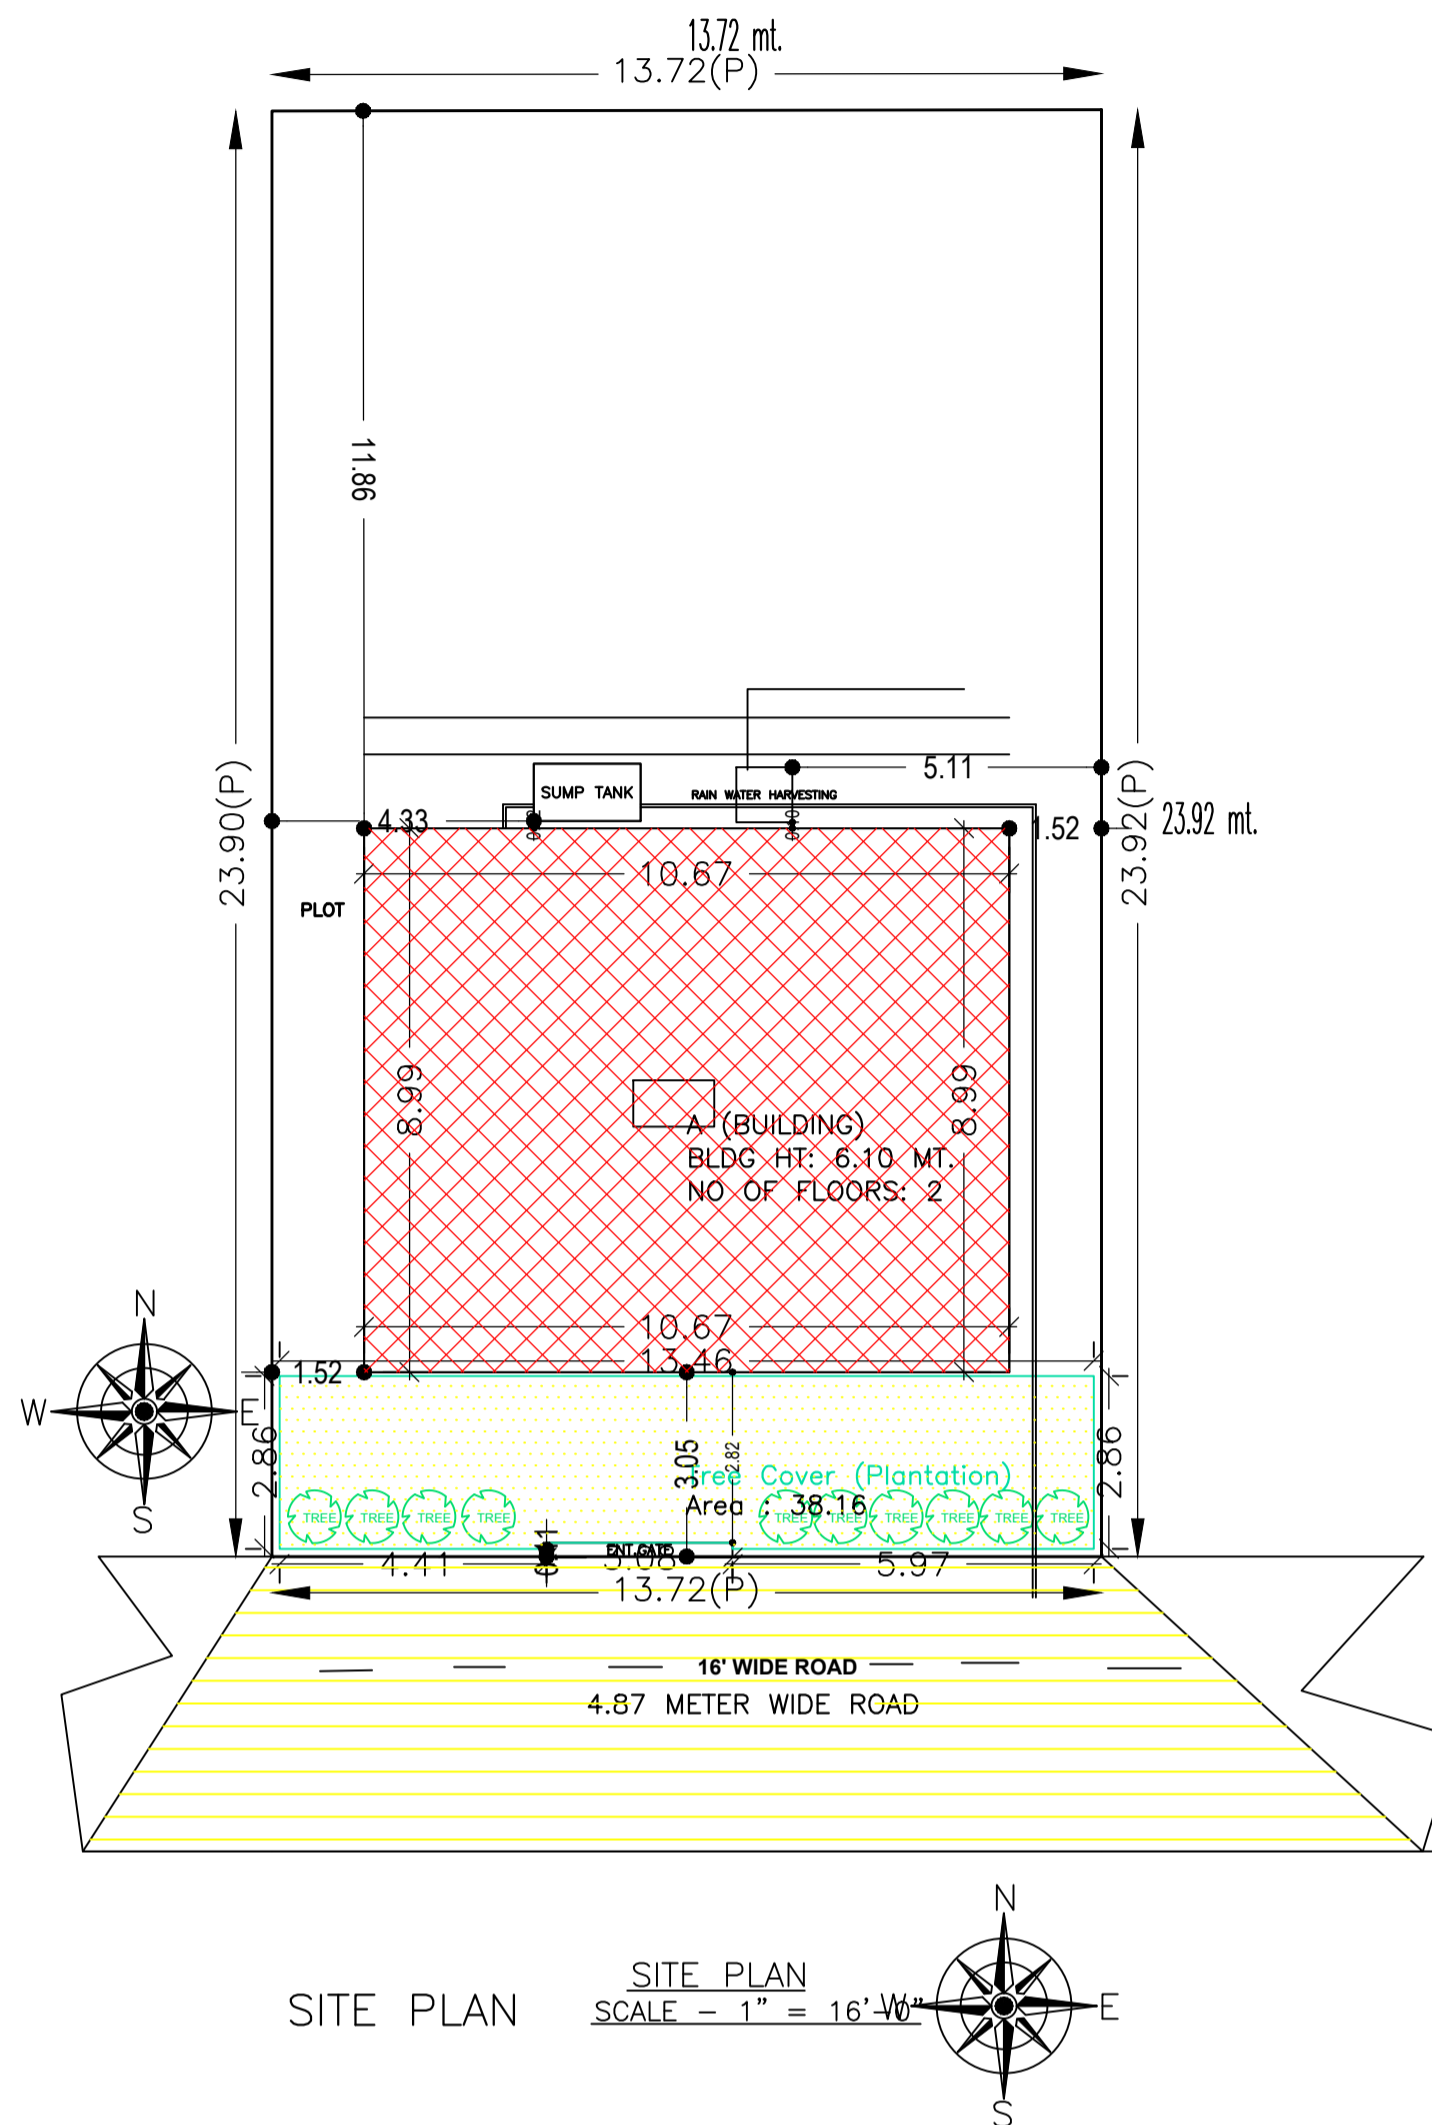 13.72 mt.
13.72(P)
11.86
5.11
SUMP TANK
RAIN WATER HARVESTING
4.33
1.52
23.90(P)
23.92(P)
23.92 mt.
10.67
PLOT
8.99
8.99
A (BUILDING)
BLDG HT: 6.10 MT.
NO OF FLOORS: 2
10.67
13.46
1.52
N
W
E
S
2.86
3.05
2.82
2.86
Tree Cover (Plantation)
Area : 38.16
TREE TREE TREE TREE TREE TREE TREE TREE TREE TREE
ENT.GATE
4.41
3.08
5.97
13.72(P)
16' WIDE ROAD
4.87 METER WIDE ROAD
SITE PLAN
SITE PLAN
SCALE - 1" = 16'-0"
N
W
E
S